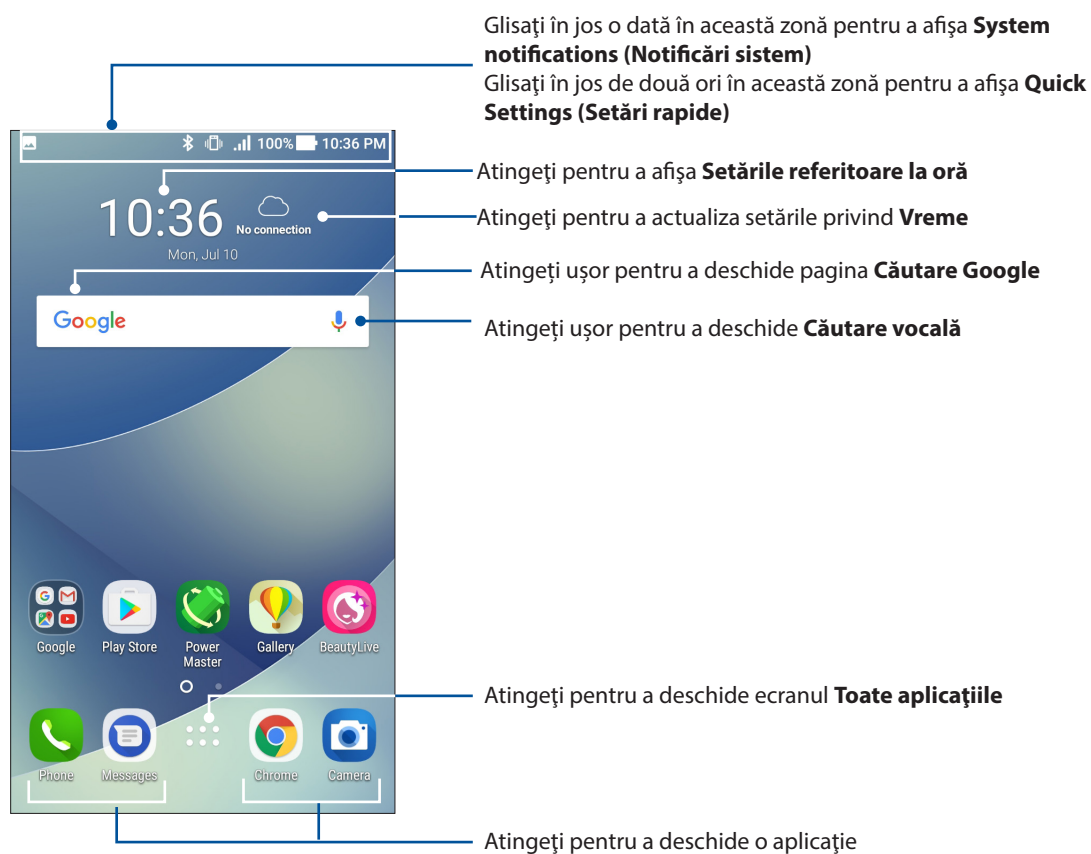 Glisaţi în jos o dată în această zonă pentru a afişa System
notifications (Notificări sistem)
Glisaţi în jos de două ori în această zonă pentru a afişa Quick
Settings (Setări rapide)
100% 10:36 PM
Atingeţi pentru a afişa Setările referitoare la oră
10:36
No connection
Atingeţi pentru a actualiza setările privind Vreme
Mon, Jul 10
Atingeți ușor pentru a deschide pagina Căutare Google
Google
Atingeți ușor pentru a deschide Căutare vocală
Google Play Store Power Gallery BeautyLive
Master
Atingeţi pentru a deschide ecranul Toate aplicaţiile
Phone Messages Chrome Camera
Atingeţi pentru a deschide o aplicaţie